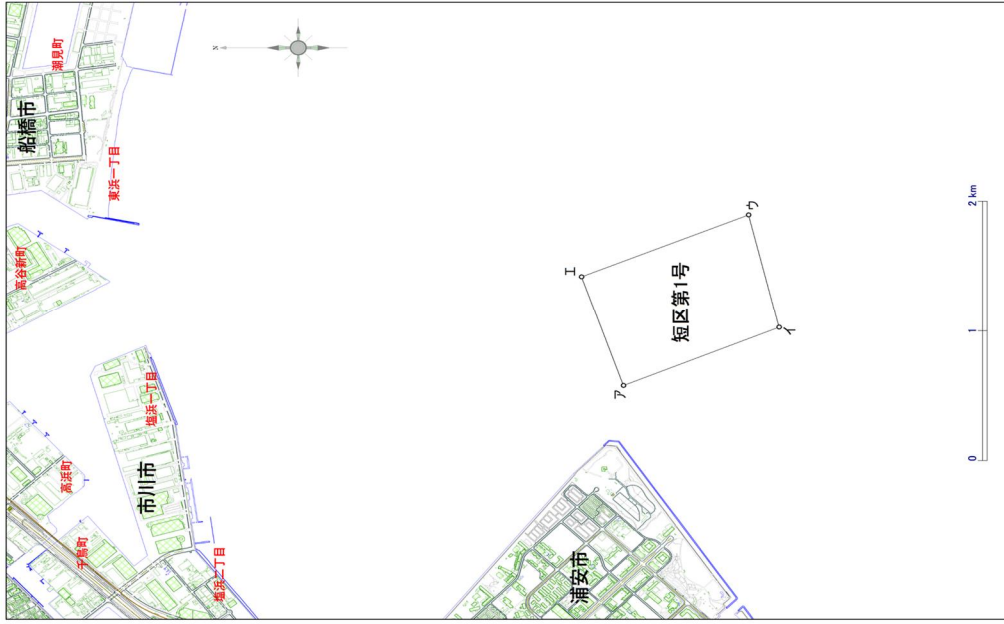 船橋市
潮見町
N
東浜一丁目
高谷新町
塩浜一丁目
高浜町
市川市
千鳥町
塩浜二丁目
エ
ウ
短区第1号
ア
イ
浦安市
0
1
2 km